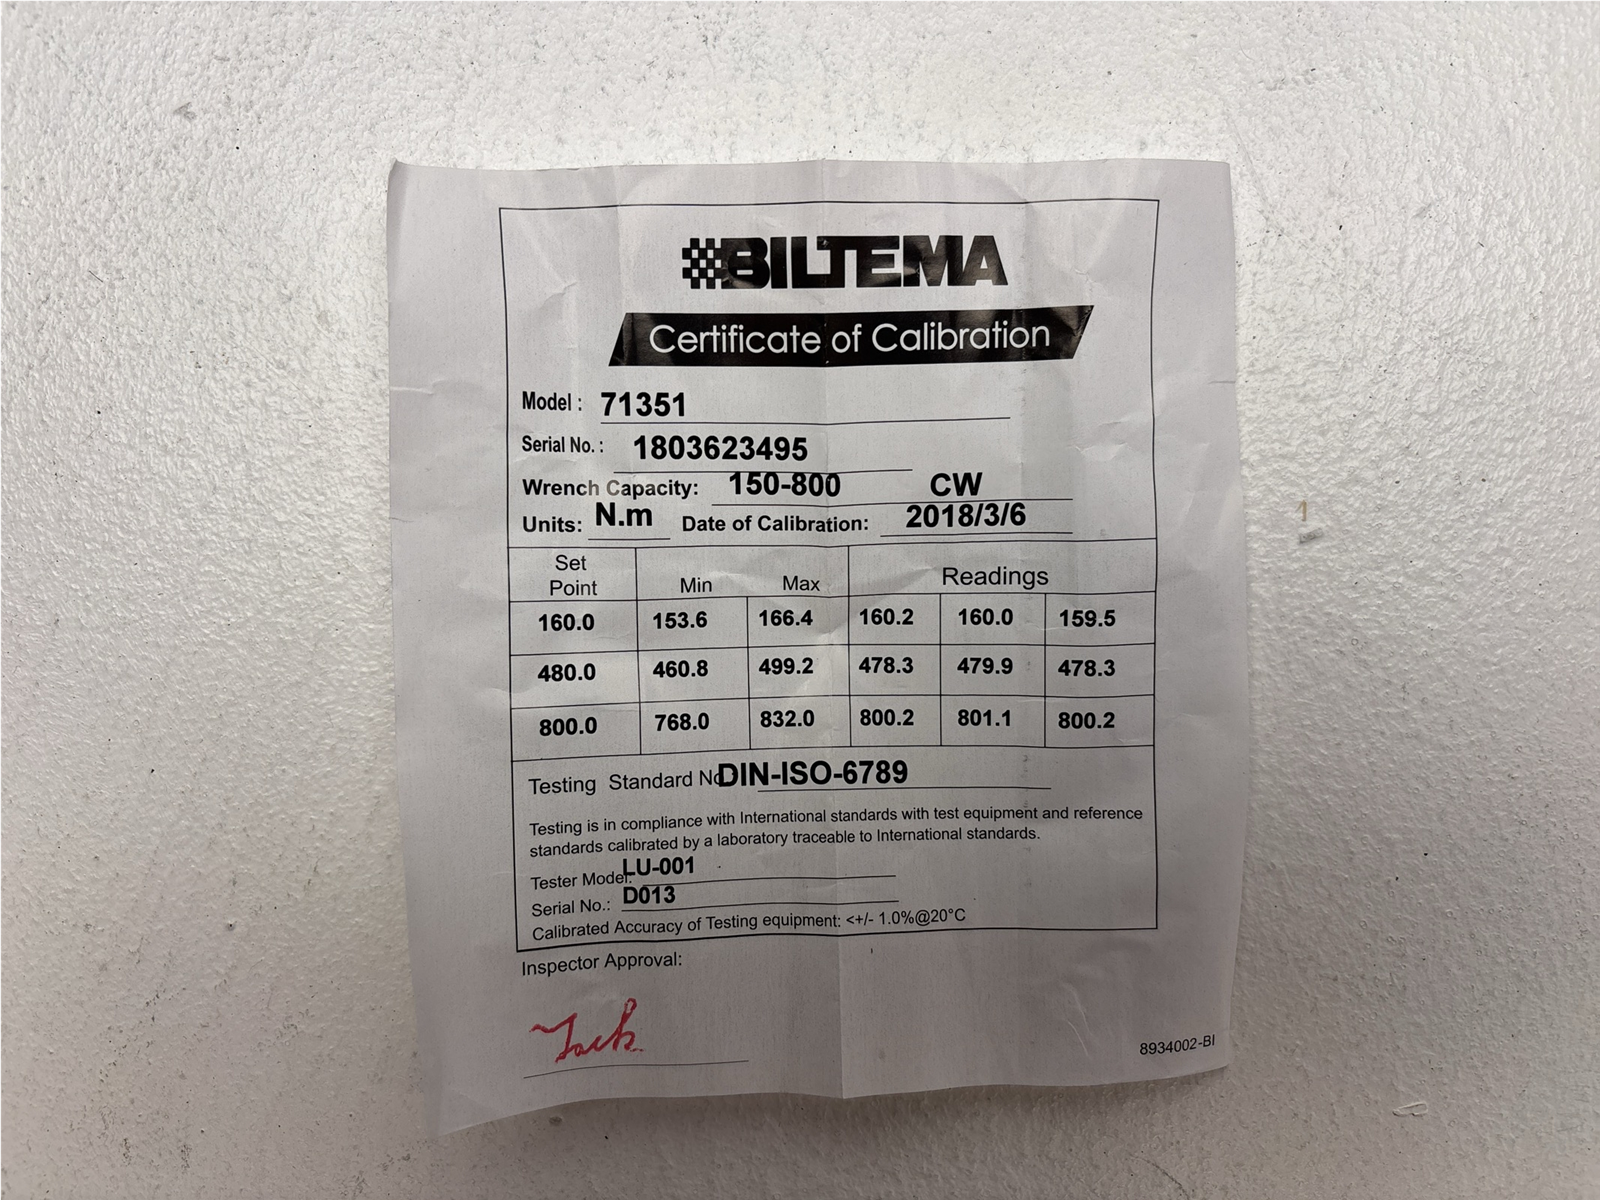 BILTEMA
Certificate of Calibration
Model : 71351
Serial No. : 1803623495
Wrench Capacity: 150-800 CW
Units: N.m Date of Calibration: 2018/3/6
Set Point Min Max Readings
160.0 153.6 166.4 160.2 160.0 159.5
480.0 460.8 499.2 478.3 479.9 478.3
800.0 768.0 832.0 800.2 801.1 800.2
Testing Standard No DIN-ISO-6789
Testing is in compliance with International standards with test equipment and reference
standards calibrated by a laboratory traceable to International standards.
Tester Model: LU-001
Serial No.: D013
Calibrated Accuracy of Testing equipment: <+/- 1.0%@20°C
Inspector Approval:
Jack
8934002-BI